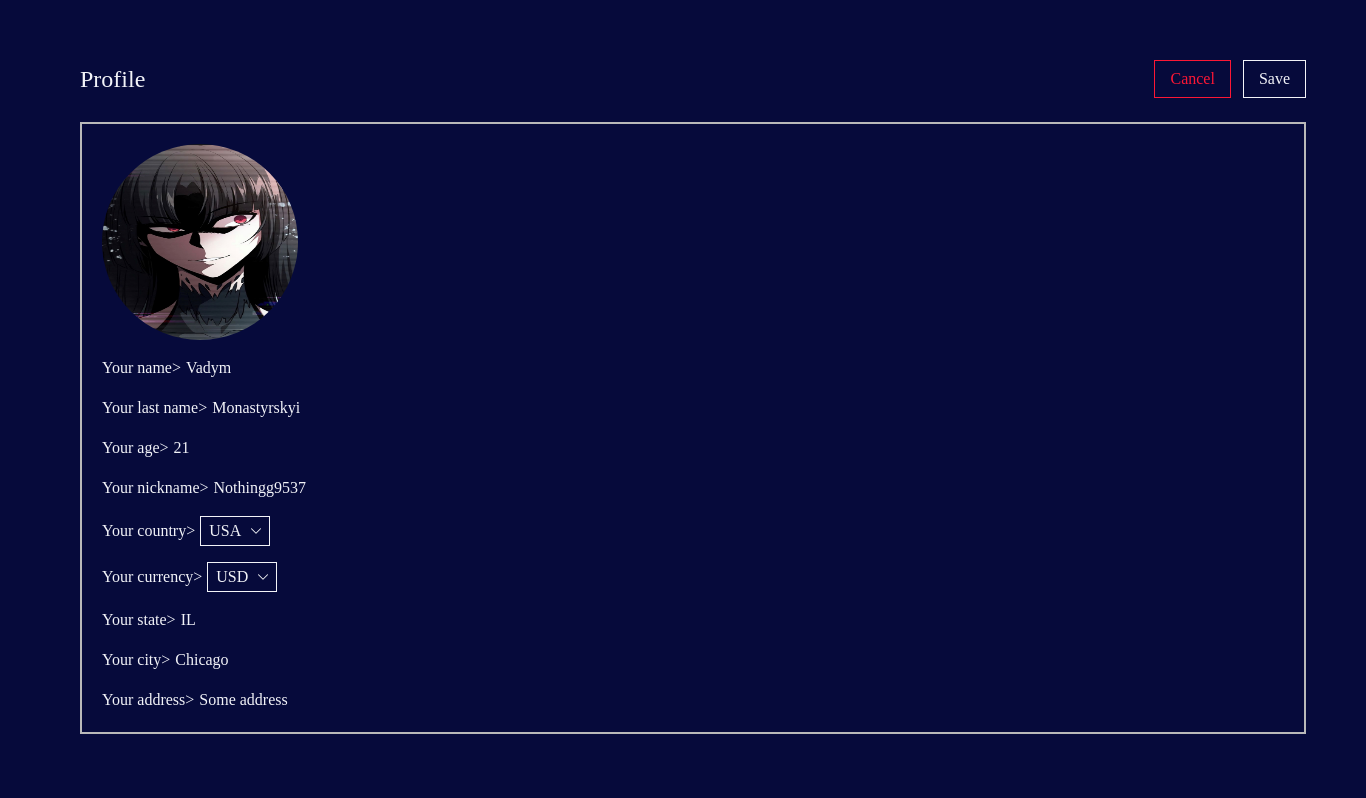 Profile
Cancel
Save
Your name> Vadym
Your last name> Monastyrskyi
Your age> 21
Your nickname> Nothingg9537
Your country> USA
Your currency> USD
Your state> IL
Your city> Chicago
Your address> Some address